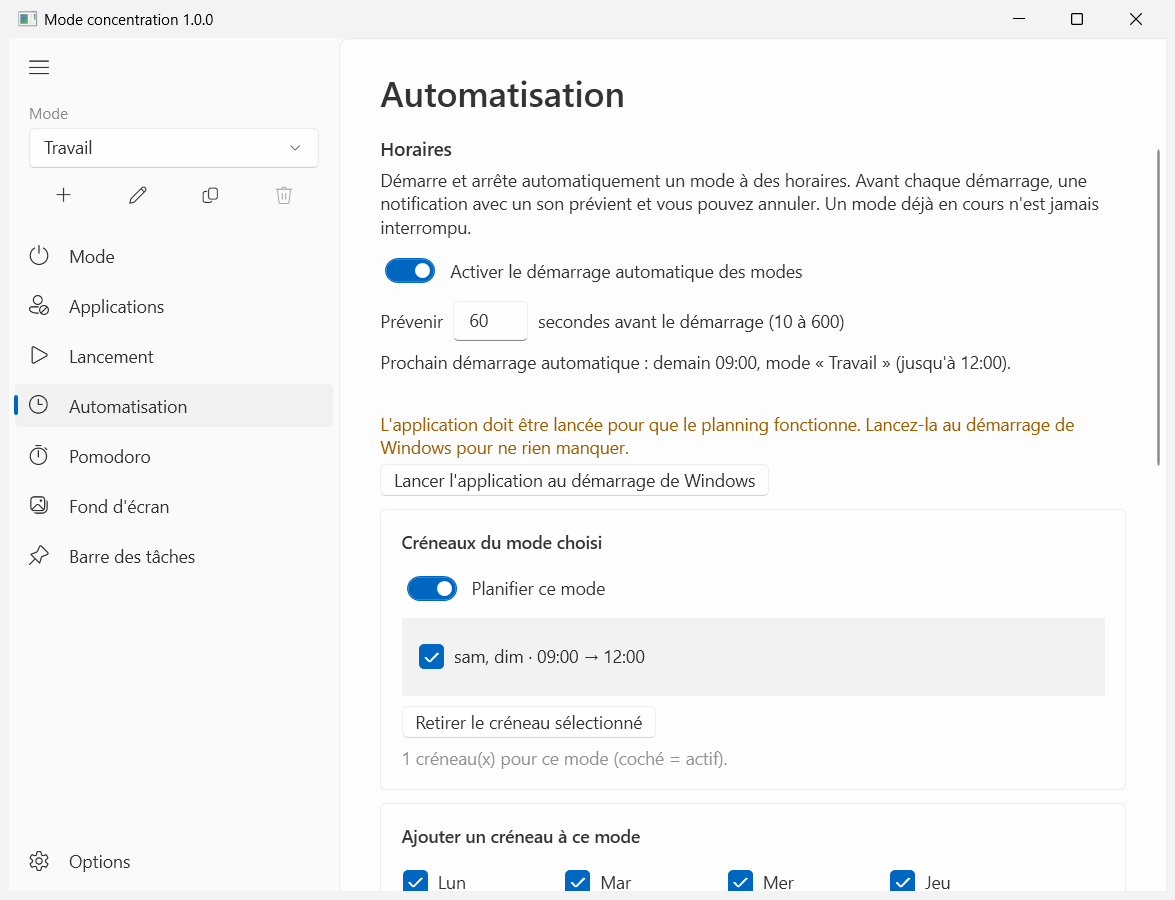 Mode concentration 1.0.0
Mode
Travail
Mode
Applications
Lancement
Automatisation
Pomodoro
Fond d'écran
Barre des tâches
Options
Automatisation
Horaires
Démarre et arrête automatiquement un mode à des horaires. Avant chaque démarrage, une
notification avec un son prévient et vous pouvez annuler. Un mode déjà en cours n'est jamais
interrompu.
Activer le démarrage automatique des modes
Prévenir 60 secondes avant le démarrage (10 à 600)
Prochain démarrage automatique : demain 09:00, mode « Travail » (jusqu'à 12:00).
L'application doit être lancée pour que le planning fonctionne. Lancez-la au démarrage de
Windows pour ne rien manquer.
Lancer l'application au démarrage de Windows
Créneaux du mode choisi
Planifier ce mode
sam, dim · 09:00 → 12:00
Retirer le créneau sélectionné
1 créneau(x) pour ce mode (coché = actif).
Ajouter un créneau à ce mode
Lun Mar Mer Jeu